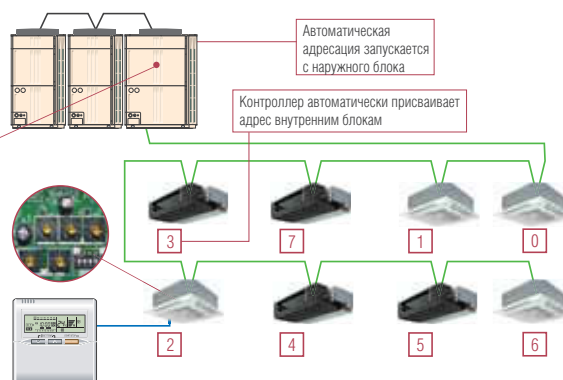 Автоматическая
адресация запускается
с наружного блока
Контроллер автоматически присваивает
адрес внутренним блокам
3 7 1 0
2 4 5 6